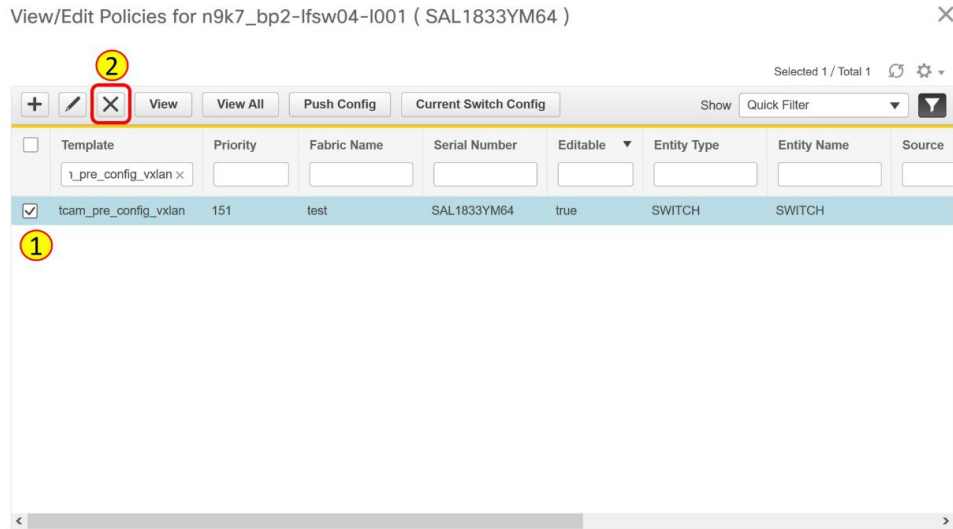 View/Edit Policies for n9k7_bp2-lfsw04-l001 ( SAL1833YM64 )
2
Selected 1 / Total 1
View View All Push Config Current Switch Config Show Quick Filter
Template Priority Fabric Name Serial Number Editable Entity Type Entity Name Source
_pre_config_vxlan
tcam_pre_config_vxlan 151 test SAL1833YM64 true SWITCH SWITCH
1